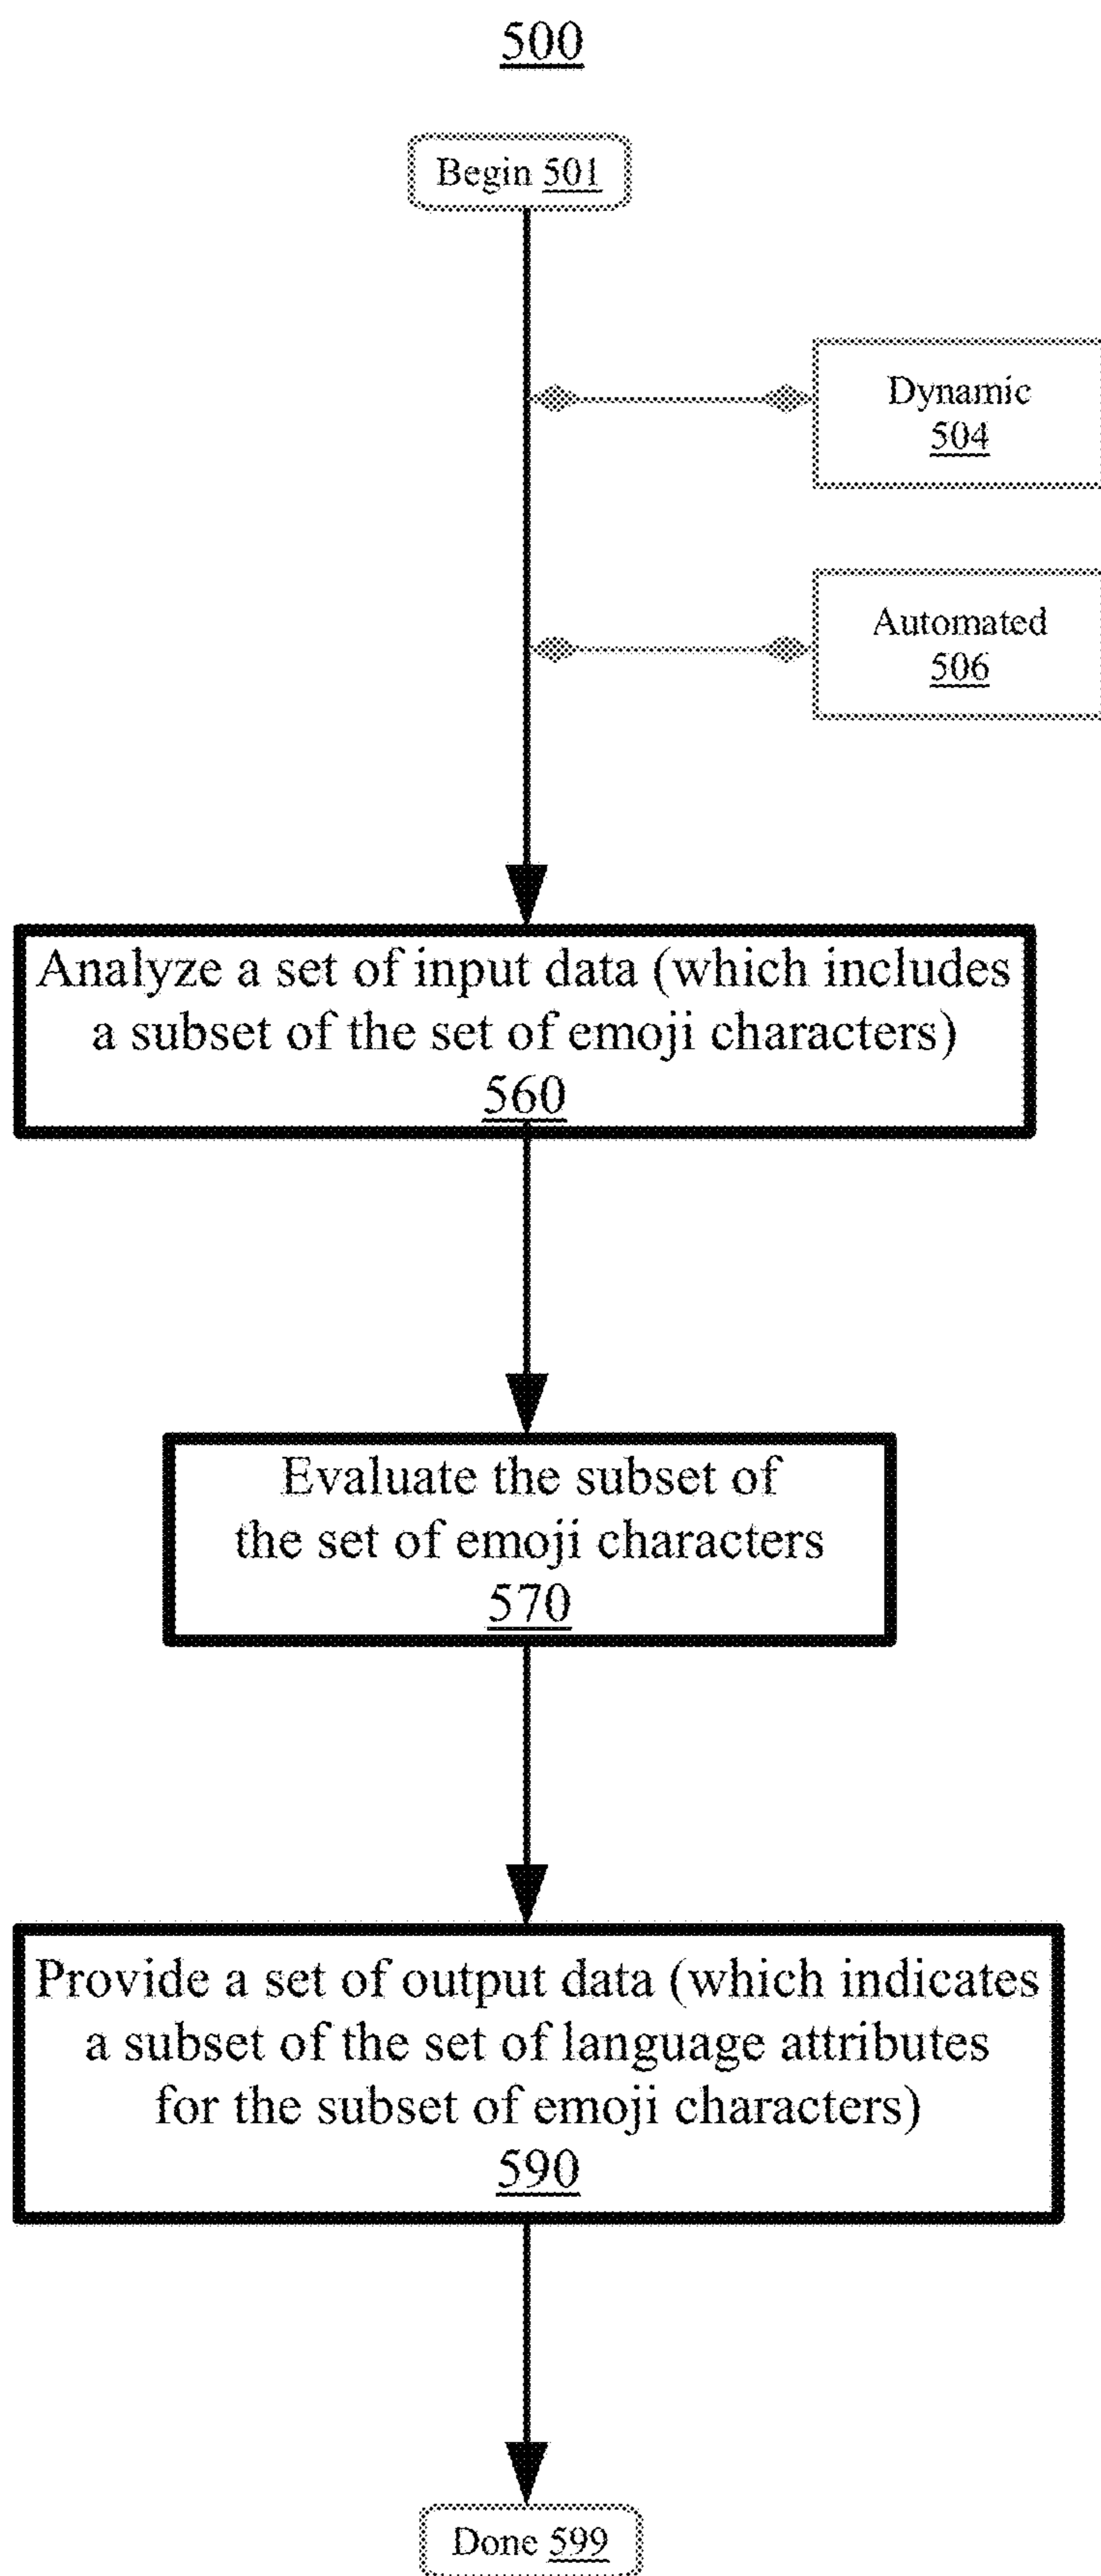 500
Begin 501
Dynamic
504
Automated
506
Analyze a set of input data (which includes
a subset of the set of emoji characters)
560
Evaluate the subset of
the set of emoji characters
570
Provide a set of output data (which indicates
a subset of the set of language attributes
for the subset of emoji characters)
590
Done 599